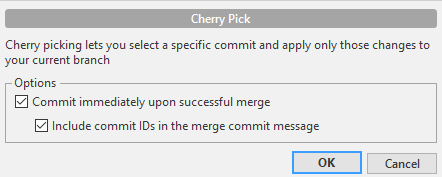 Cherry Pick
Cherry picking lets you select a specific commit and apply only those changes to
your current branch
Options
Commit immediately upon successful merge
Include commit IDs in the merge commit message
OK Cancel